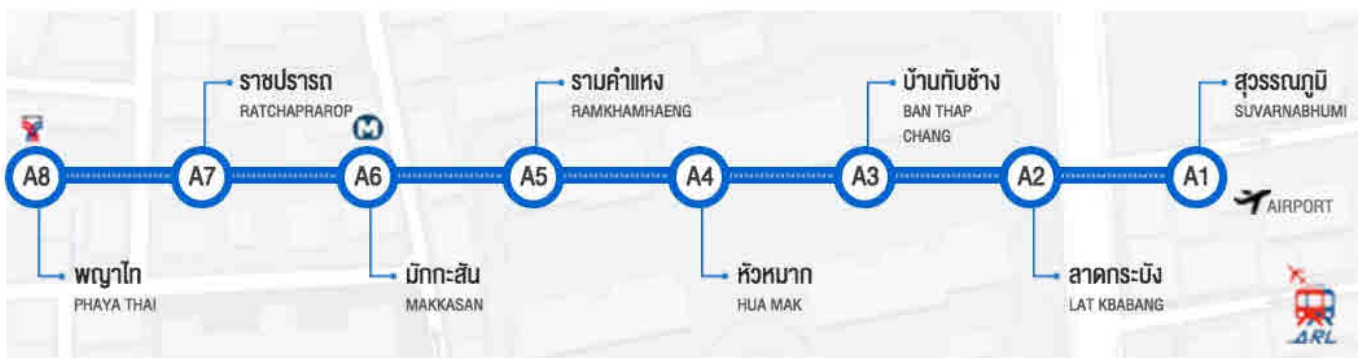 ราชปรารถ
RATCHAPRAROP
รามคำแหง
RAMKHAMHAENG
บ้านทับช้าง
BAN THAP
CHANG
สุวรรณภูมิ
SUVARNABHUMI
M
A8
A7
A6
A5
A4
A3
A2
A1
AIRPORT
พญาไท
PHAYA THAI
มักกะสัน
MAKKASAN
หัวหมาก
HUA MAK
ลาดกระบัง
LAT KBABANG
ARL